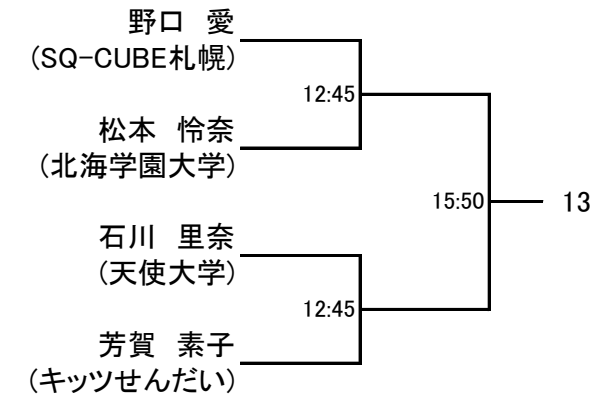 野口　愛
(SQ-CUBE札幌)
12:45
松本　怜奈
(北海学園大学)
15:50
13
石川　里奈
(天使大学)
12:45
芳賀　素子
(キッツせんだい)